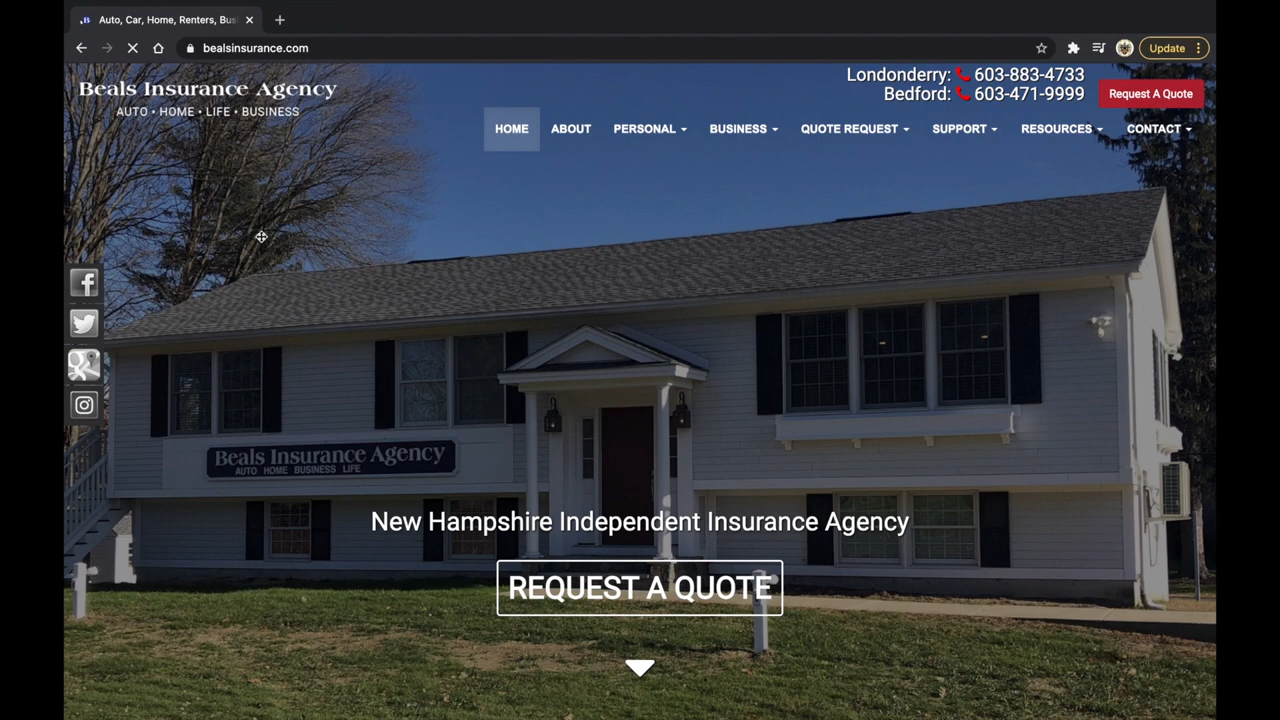 Auto, Car, Home, Renters, Bus
bealsinsurance.com
Update
Beals Insurance Agency
AUTO • HOME • LIFE • BUSINESS
Londonderry: 603-883-4733
Bedford: 603-471-9999
Request A Quote
HOME ABOUT PERSONAL BUSINESS QUOTE REQUEST SUPPORT RESOURCES CONTACT
Beals Insurance Agency
AUTO HOME BUSINESS LIFE
New Hampshire Independent Insurance Agency
REQUEST A QUOTE